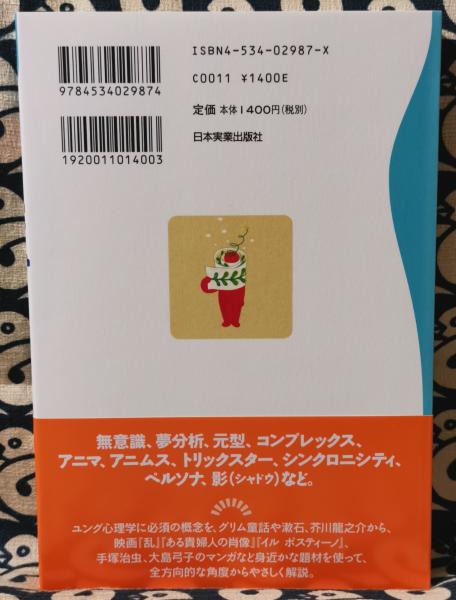 ISBN4-534-02987-X
C0011 ¥1400E
定価 本体1400円(税別)
日本実業出版社
9784534029874
1920011014003
無意識、夢分析、元型、コンプレックス、
アニマ、アニムス、トリックスター、シンクロニシティ、
ペルソナ、影(シャドウ)など。
ユング心理学に必須の概念を、グリム童話や漱石、芥川龍之介から、
映画『乱』『ある貴婦人の肖像』『イル ポスティーノ』、
手塚治虫、大島弓子のマンガなど身近かな題材を使って、
全方向的な角度からやさしく解説。